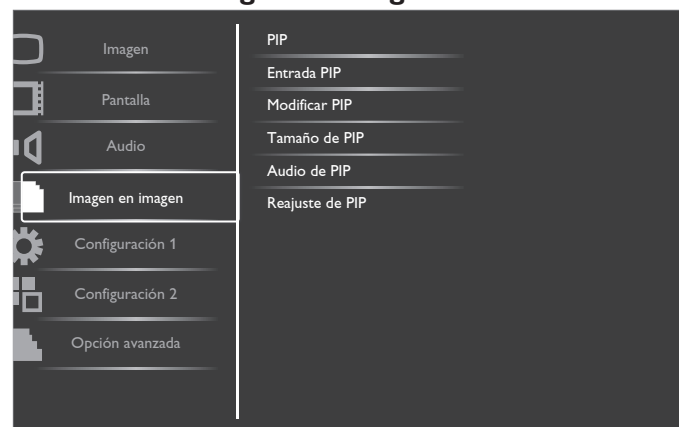 Imagen
Pantalla
Audio
Imagen en imagen
Configuración 1
Configuración 2
Opción avanzada
PIP
Entrada PIP
Modificar PIP
Tamaño de PIP
Audio de PIP
Reajuste de PIP